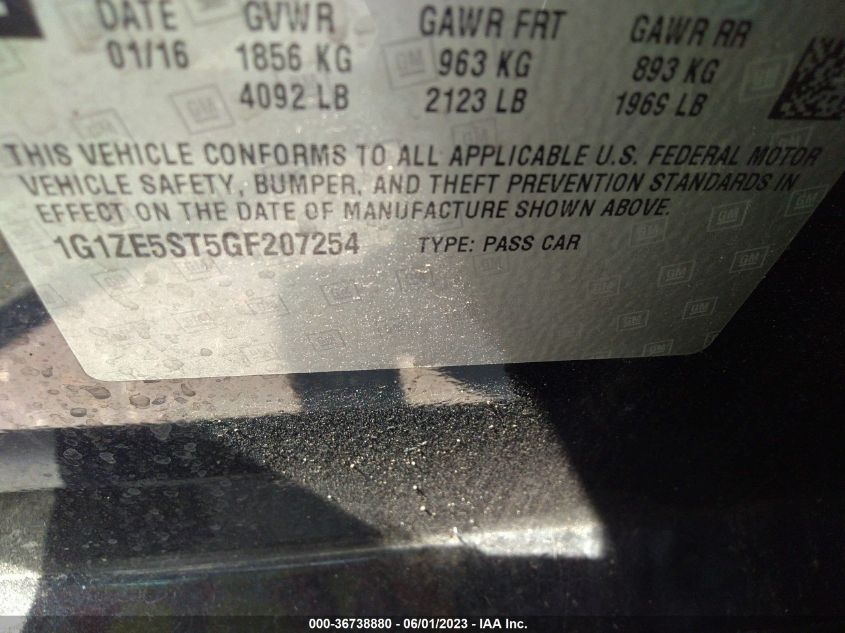 DATE GVWR GAWR FRT GAWR RR
01/16 1856 KG 963 KG 893 KG
4092 LB 2123 LB 1969 LB
THIS VEHICLE CONFORMS TO ALL APPLICABLE U.S. FEDERAL MOTOR
VEHICLE SAFETY, BUMPER, AND THEFT PREVENTION STANDARDS IN
EFFECT ON THE DATE OF MANUFACTURE SHOWN ABOVE.
1G1ZE5ST5GF207254 TYPE: PASS CAR
000-36738880 - 06/01/2023 - IAA Inc.